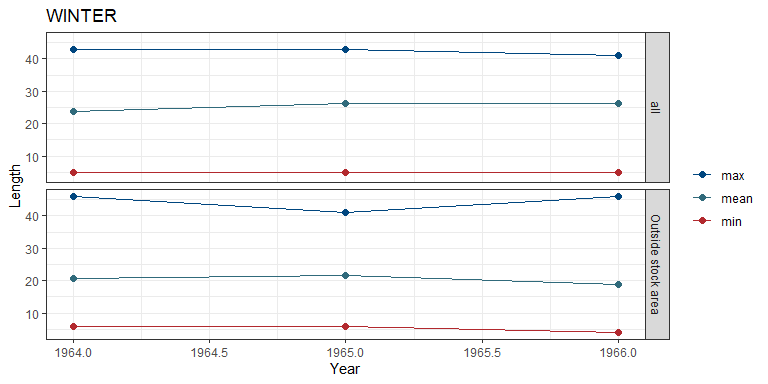 WINTER
40
30
20
10
all
Length
40
30
20
10
Outside stock area
1964.0
1964.5
1965.0
1965.5
1966.0
Year
max
mean
min